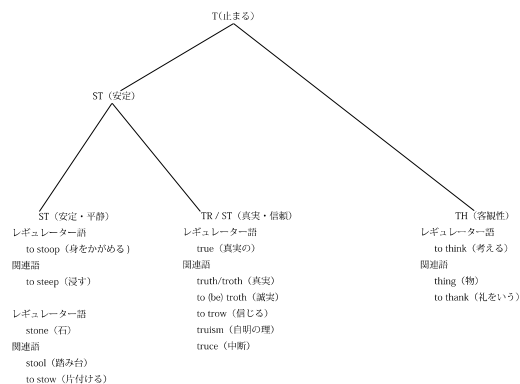 T(止まる)
ST（安定）
ST（安定・平静）
レギュレーター語
to stoop（身をかがめる)
関連語
to steep（浸す）
レギュレーター語
stone（石）
関連語
stool（踏み台）
to stow（片付ける）
TR / ST（真実・信頼）
レギュレーター語
true（真実の）
関連語
truth/troth（真実）
to (be) troth（誠実）
to trow（信じる）
truism（自明の理）
truce（中断）
TH（客観性）
レギュレーター語
to think（考える）
関連語
thing（物）
to thank（礼をいう）